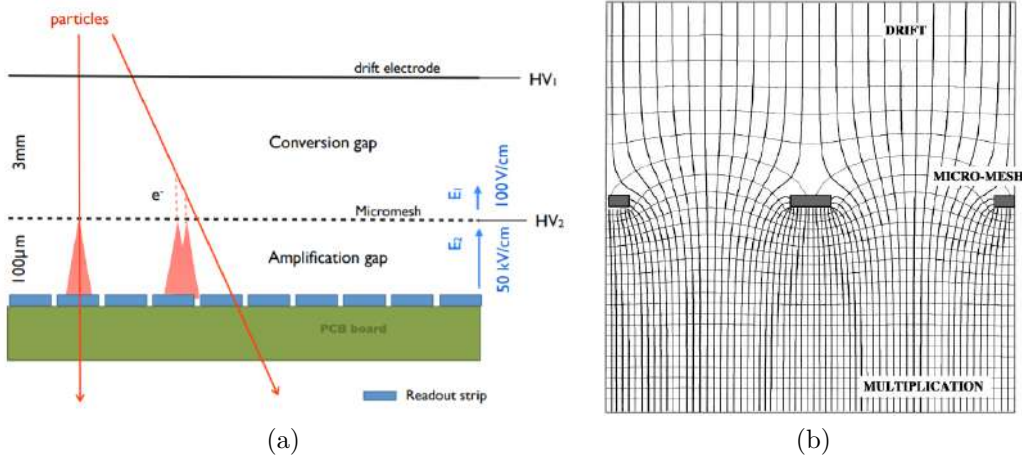 particles
drift electrode
HV1
Conversion gap
3mm
e-
E1
100 V/cm
Micromesh
HV2
100μm
Amplification gap
E2
50 kV/cm
PCB board
Readout strip
(a)
DRIFT
MICRO-MESH
MULTIPLICATION
(b)